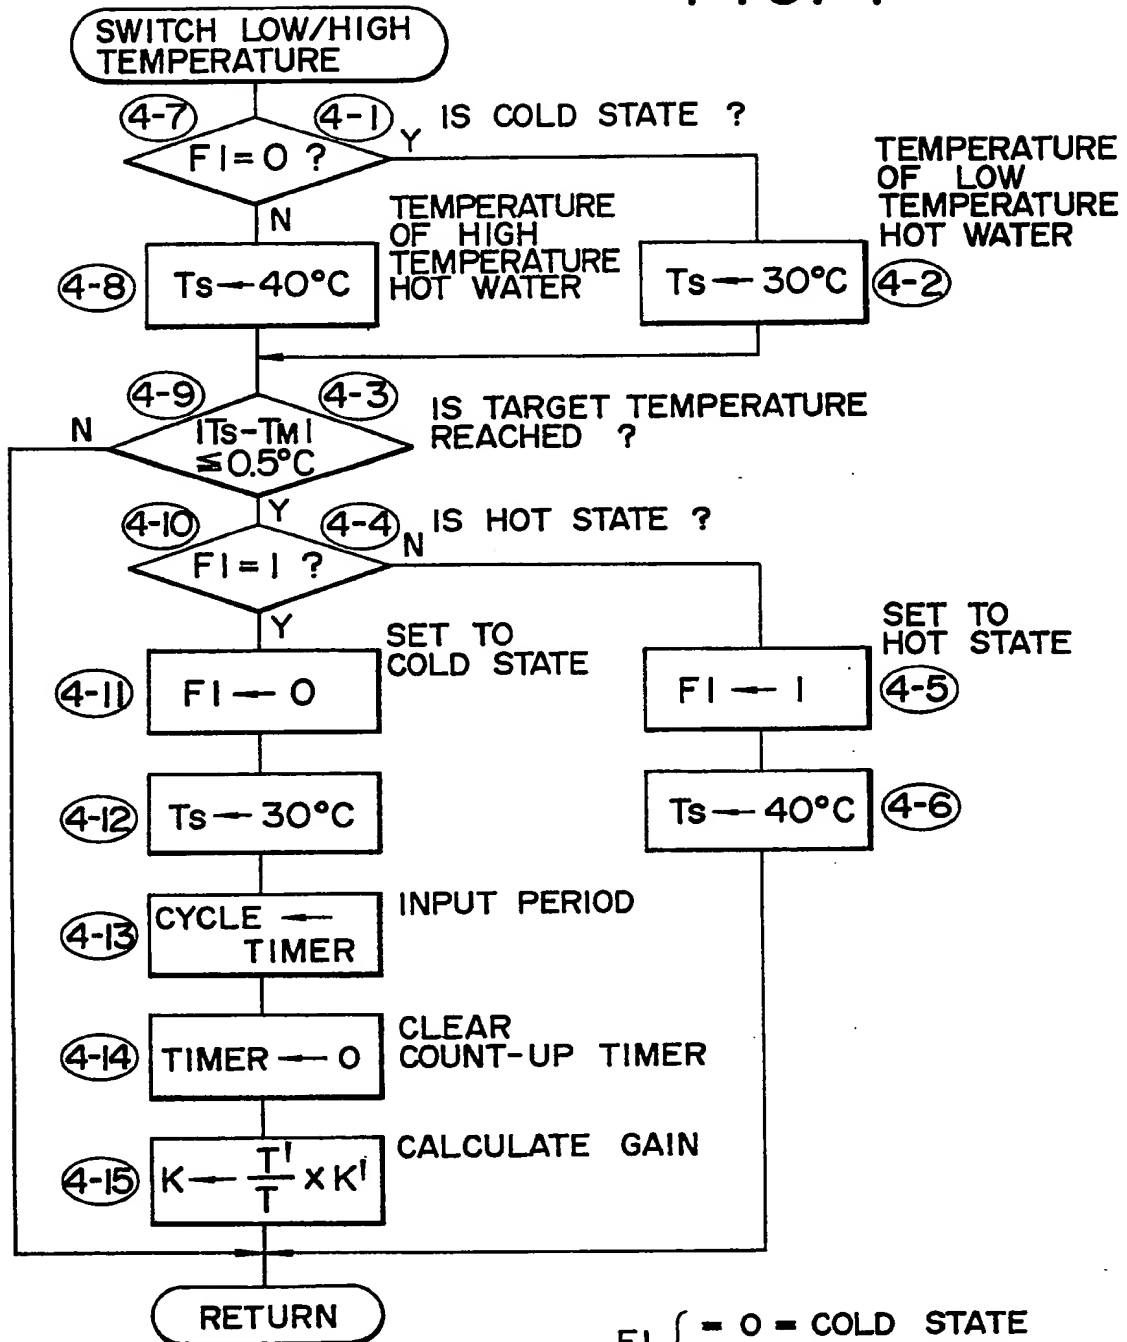 SWITCH LOW/HIGH
TEMPERATURE
4-7
4-1
Y
IS COLD STATE ?
F1=0 ?
N
TEMPERATURE
OF HIGH
TEMPERATURE
HOT WATER
TEMPERATURE
OF LOW
TEMPERATURE
HOT WATER
4-8
Ts←40°C
Ts←30°C
4-2
4-9
4-3
IS TARGET TEMPERATURE
REACHED ?
N
|Ts-TM|
≦0.5°C
Y
4-10
4-4
N
IS HOT STATE ?
F1=1 ?
Y
SET TO
COLD STATE
SET TO
HOT STATE
4-11
F1←0
F1←1
4-5
4-12
Ts←30°C
Ts←40°C
4-6
4-13
CYCLE ←
TIMER
INPUT PERIOD
4-14
TIMER←0
CLEAR
COUNT-UP TIMER
4-15
K←T'/T×K'
CALCULATE GAIN
RETURN
= 0 = COLD STATE